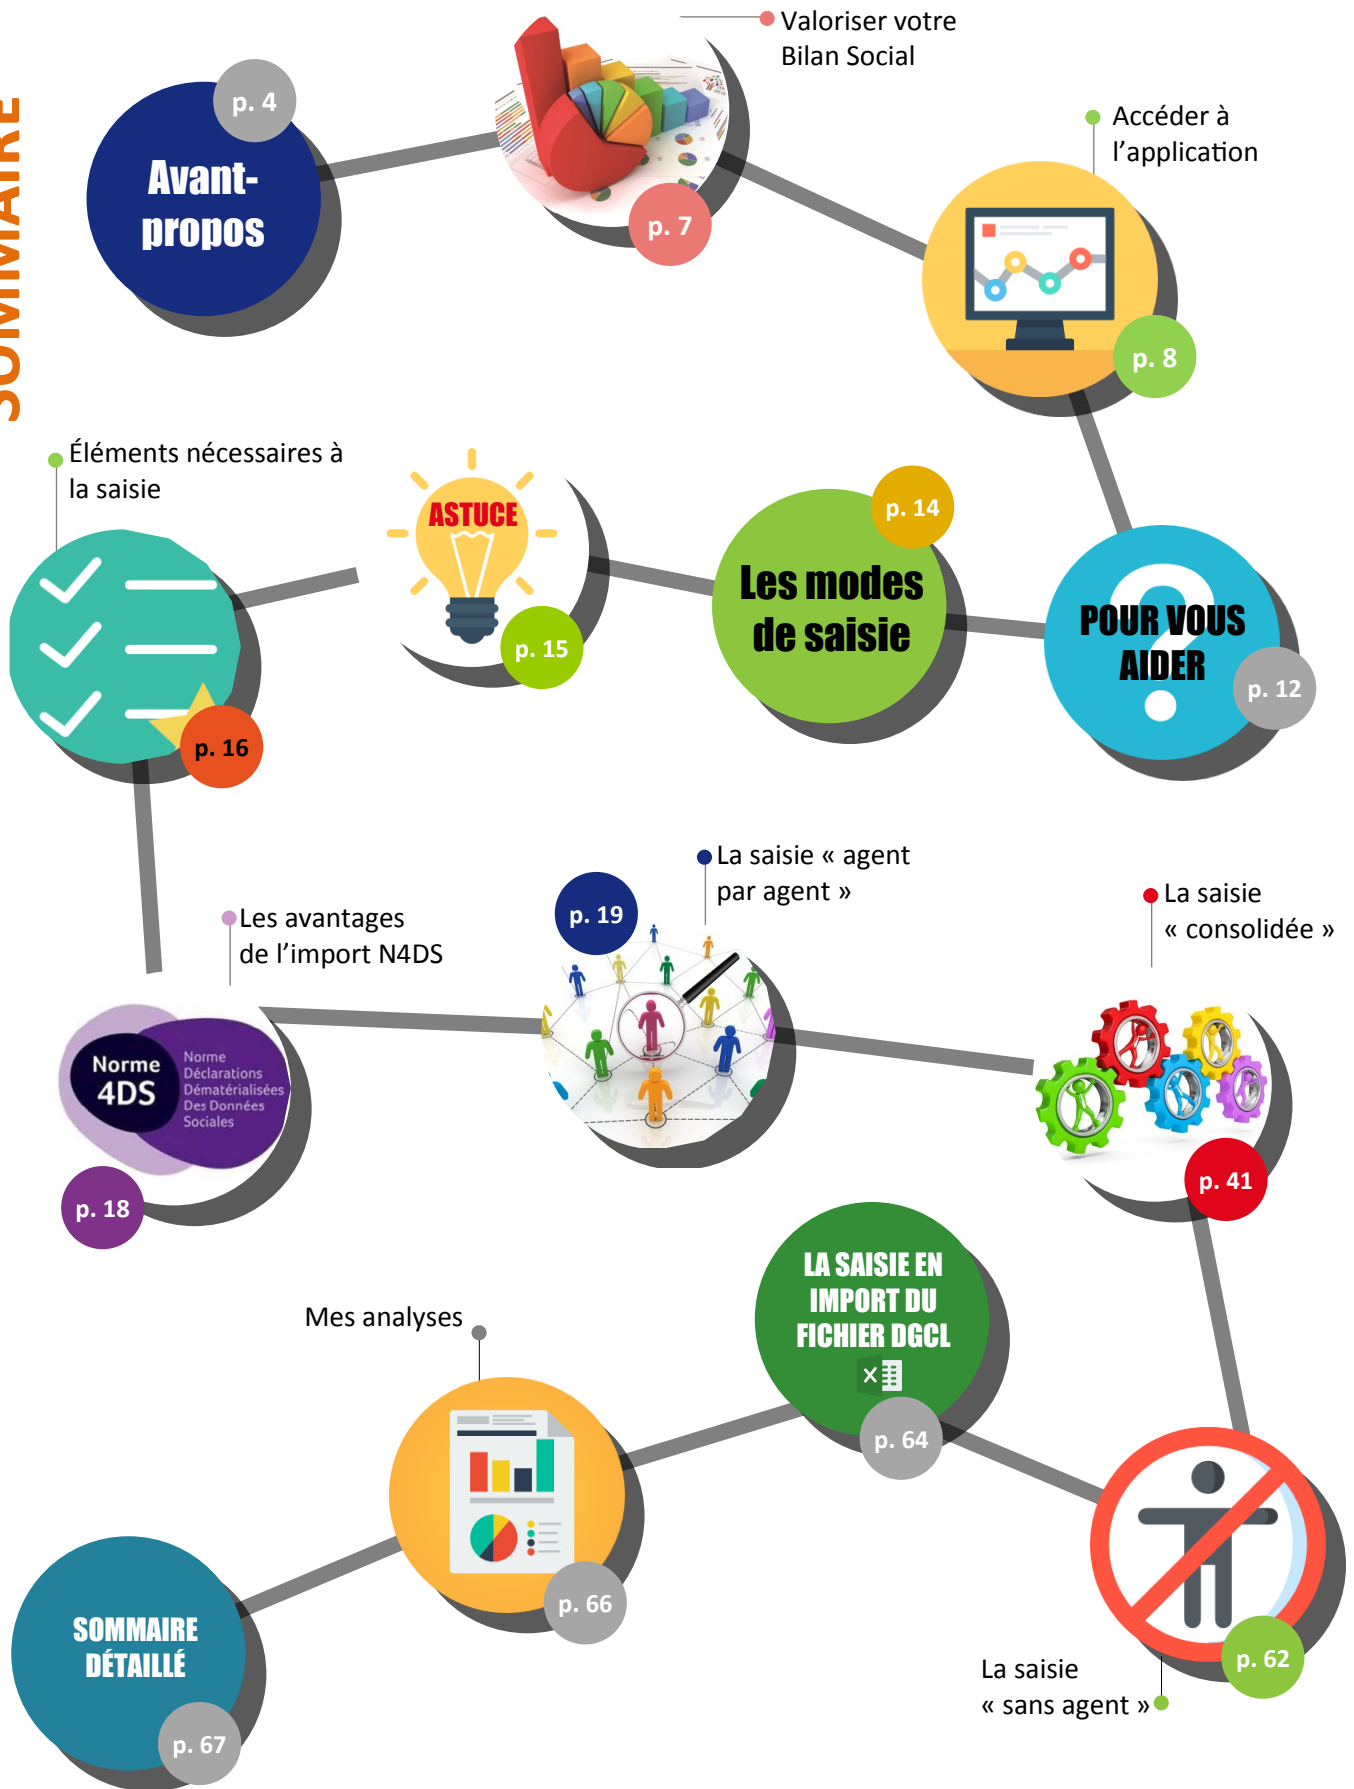 SOMMAIRE
p. 4
Avant-
propos
Valoriser votre
Bilan Social
p. 7
Accéder à
l’application
p. 8
POUR VOUS
AIDER
p. 12
p. 14
Les modes
de saisie
ASTUCE
p. 15
Éléments nécessaires à
la saisie
p. 16
Les avantages
de l’import N4DS
Norme
4DS
Norme
Déclarations
Dématérialisées
Des Données
Sociales
p. 18
La saisie « agent
par agent »
p. 19
La saisie
« consolidée »
p. 41
La saisie
« sans agent »
p. 62
LA SAISIE EN
IMPORT DU
FICHIER DGCL
p. 64
Mes analyses
p. 66
SOMMAIRE
DÉTAILLÉ
p. 67